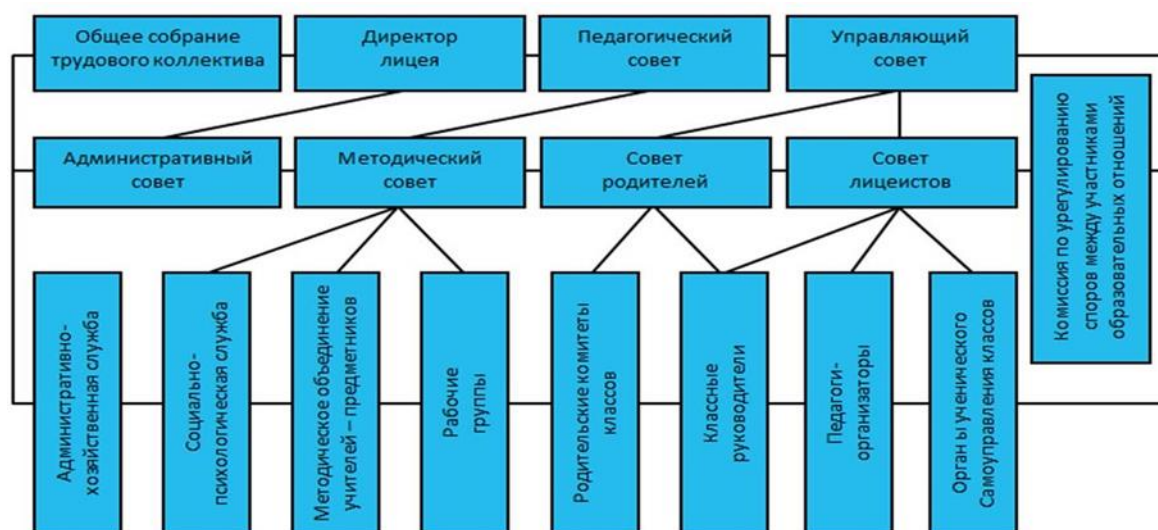 Общее собрание
трудового коллектива
Директор
лицея
Педагогический
совет
Управляющий
совет
Административный
совет
Методический
совет
Совет
родителей
Совет
лицеистов
Комиссия по урегулированию
споров между участниками
образовательных отношений
Административно-
хозяйственная служба
Социально-
психологическая служба
Методическое объединение
учителей – предметников
Рабочие
группы
Родительские комитеты
классов
Классные
руководители
Педагоги-
организаторы
Орган ы ученического
Самоуправления классов